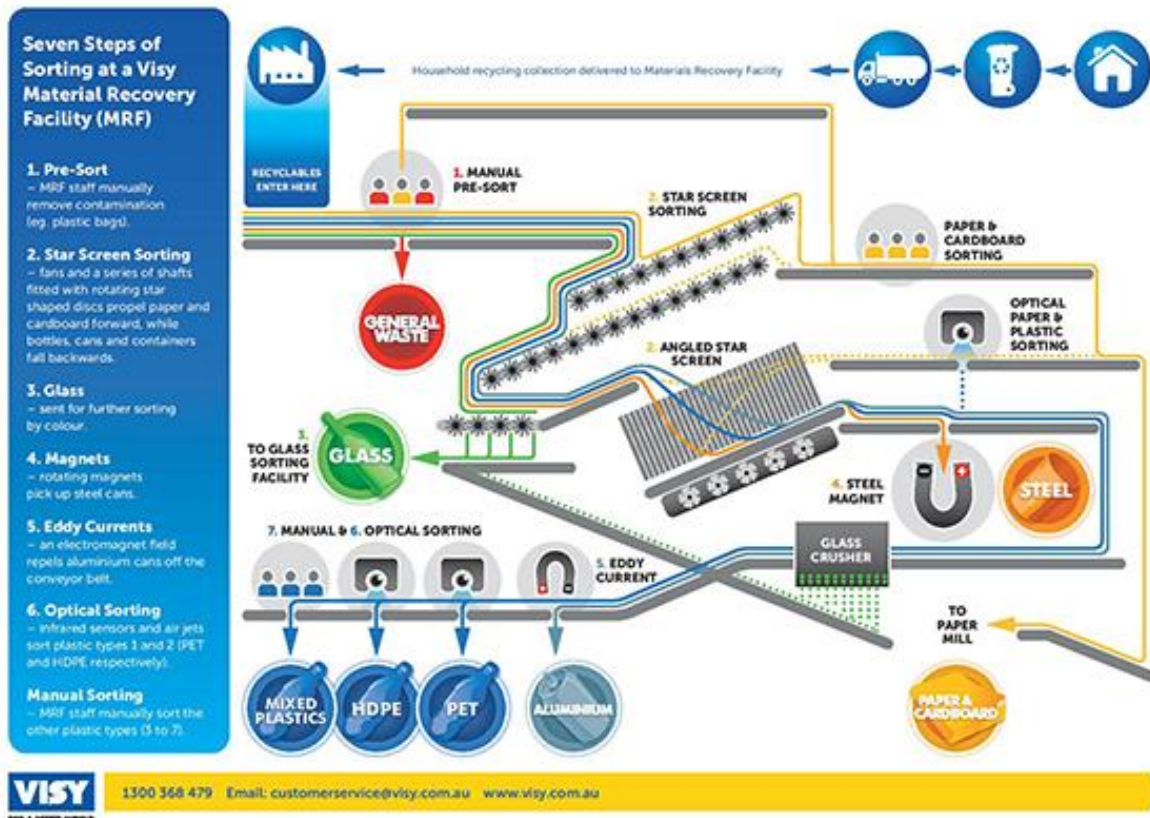 Seven Steps of
Sorting at a Visy
Material Recovery
Facility (MRF)
1. Pre-Sort
– MRF staff manually
remove contamination
(eg. plastic bags).
2. Star Screen Sorting
– fans and a series of shafts
fitted with rotating star
shaped discs propel paper and
cardboard forward, while
bottles, cans and containers
fall backwards.
3. Glass
– sent for further sorting
by colour.
4. Magnets
– rotating magnets
pick up steel cans.
5. Eddy Currents
– an electromagnet field
repels aluminium cans off the
conveyor belt.
6. Optical Sorting
– infrared sensors and air jets
sort plastic types 1 and 2 (PET
and HDPE respectively).
Manual Sorting
– MRF staff manually sort the
other plastic types (3 to 7).
Household recycling collection delivered to Materials Recovery Facility
RECYCLABLES
ENTER HERE
1. MANUAL
PRE-SORT
2. STAR SCREEN
SORTING
PAPER &
CARDBOARD
SORTING
GENERAL
WASTE
OPTICAL
PAPER &
PLASTIC
SORTING
2. ANGLED STAR
SCREEN
3.
TO GLASS
SORTING
FACILITY
GLASS
4. STEEL
MAGNET
STEEL
7. MANUAL & 6. OPTICAL SORTING
5. EDDY
CURRENT
GLASS
CRUSHER
TO
PAPER
MILL
MIXED
PLASTICS
HDPE
PET
ALUMINIUM
PAPER &
CARDBOARD
VISY
1300 368 479 Email: customerservice@visy.com.au www.visy.com.au